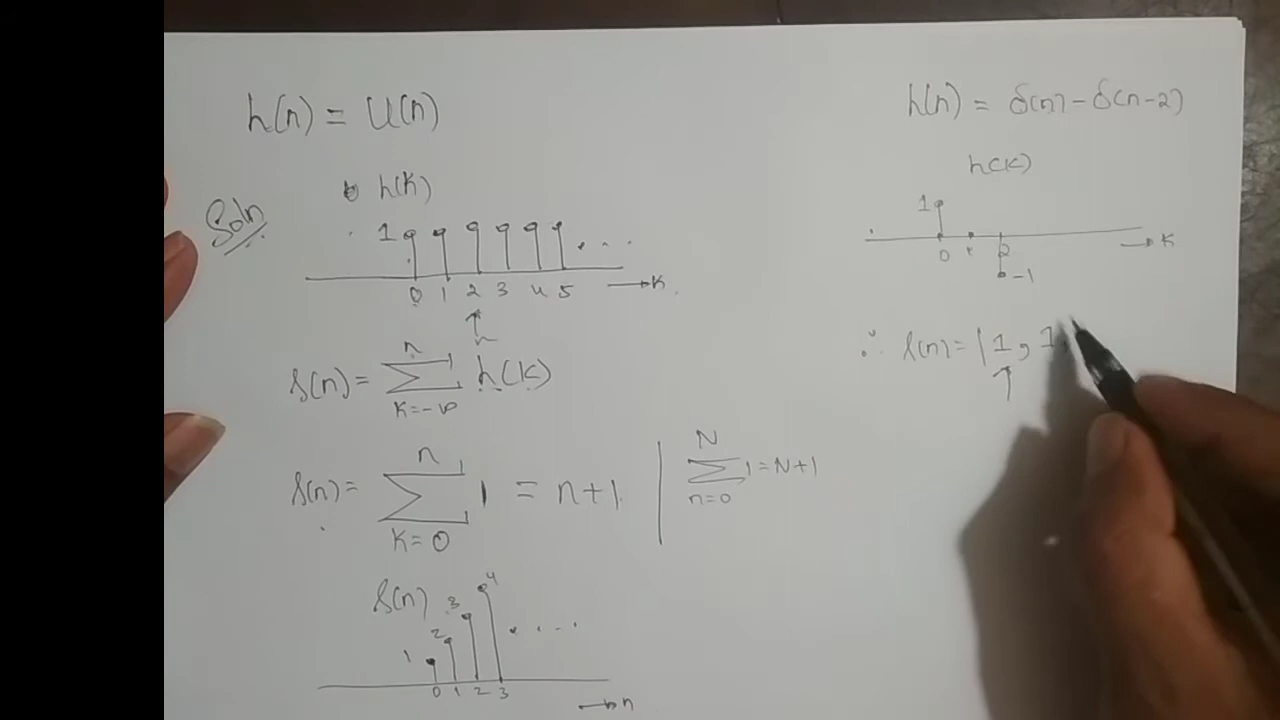 h(n) = U(n)
Soln
h(k)
1
0 1 2 3 4 5 → k
n
s(n) = ∑ h(k)
k=-∞
n
s(n) = ∑ 1 = n+1
k=0
N
∑ 1 = N+1
n=0
s(n)
1 2 3 4
0 1 2 3
→ n
h(n) = δ(n) - δ(n-2)
h(k)
1
0 1 2 → k
-1
∴ s(n) = { 1, 1,
↑